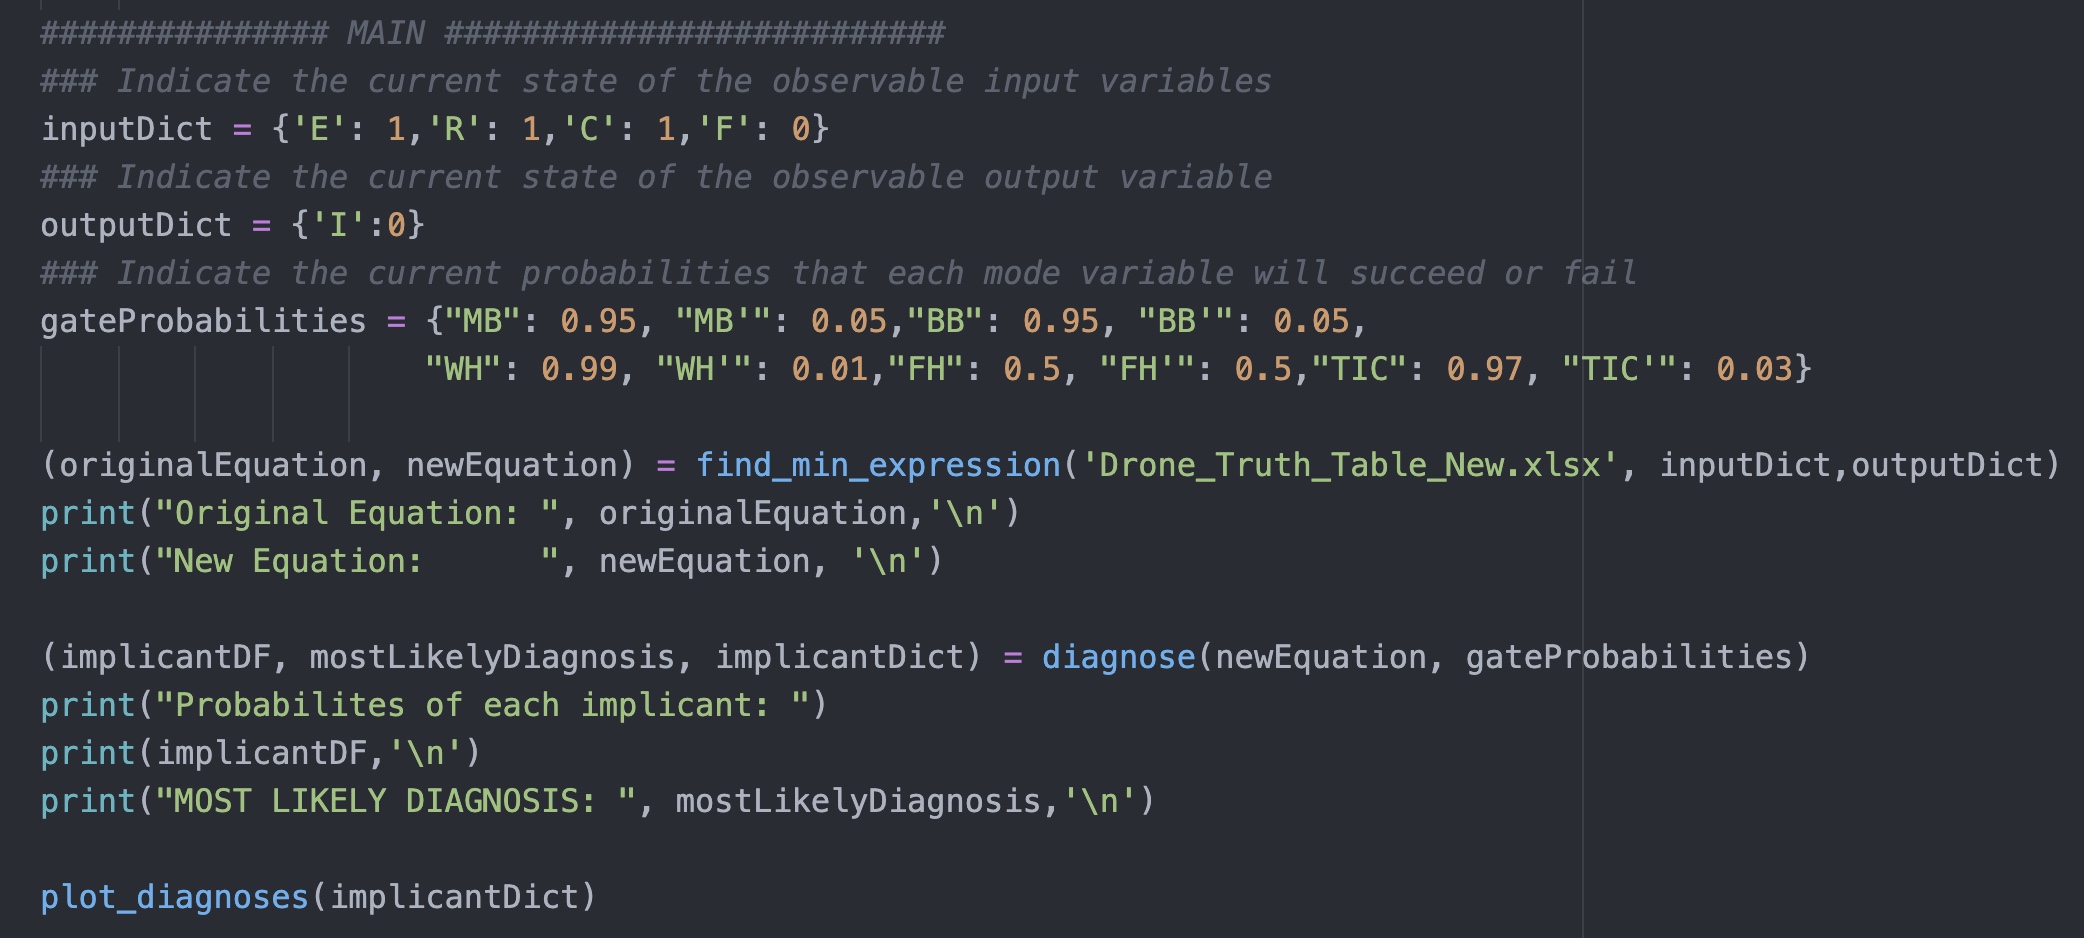 ############### MAIN ##########################
### Indicate the current state of the observable input variables
inputDict = {'E': 1,'R': 1,'C': 1,'F': 0}
### Indicate the current state of the observable output variable
outputDict = {'I':0}
### Indicate the current probabilities that each mode variable will succeed or fail
gateProbabilities = {"MB": 0.95, "MB'": 0.05,"BB": 0.95, "BB'": 0.05,
                    "WH": 0.99, "WH'": 0.01,"FH": 0.5, "FH'": 0.5,"TIC": 0.97, "TIC'": 0.03}
(originalEquation, newEquation) = find_min_expression('Drone_Truth_Table_New.xlsx', inputDict,outputDict)
print("Original Equation: ", originalEquation,'\n')
print("New Equation:      ", newEquation, '\n')
(implicantDF, mostLikelyDiagnosis, implicantDict) = diagnose(newEquation, gateProbabilities)
print("Probabilites of each implicant: ")
print(implicantDF,'\n')
print("MOST LIKELY DIAGNOSIS: ", mostLikelyDiagnosis,'\n')
plot_diagnoses(implicantDict)